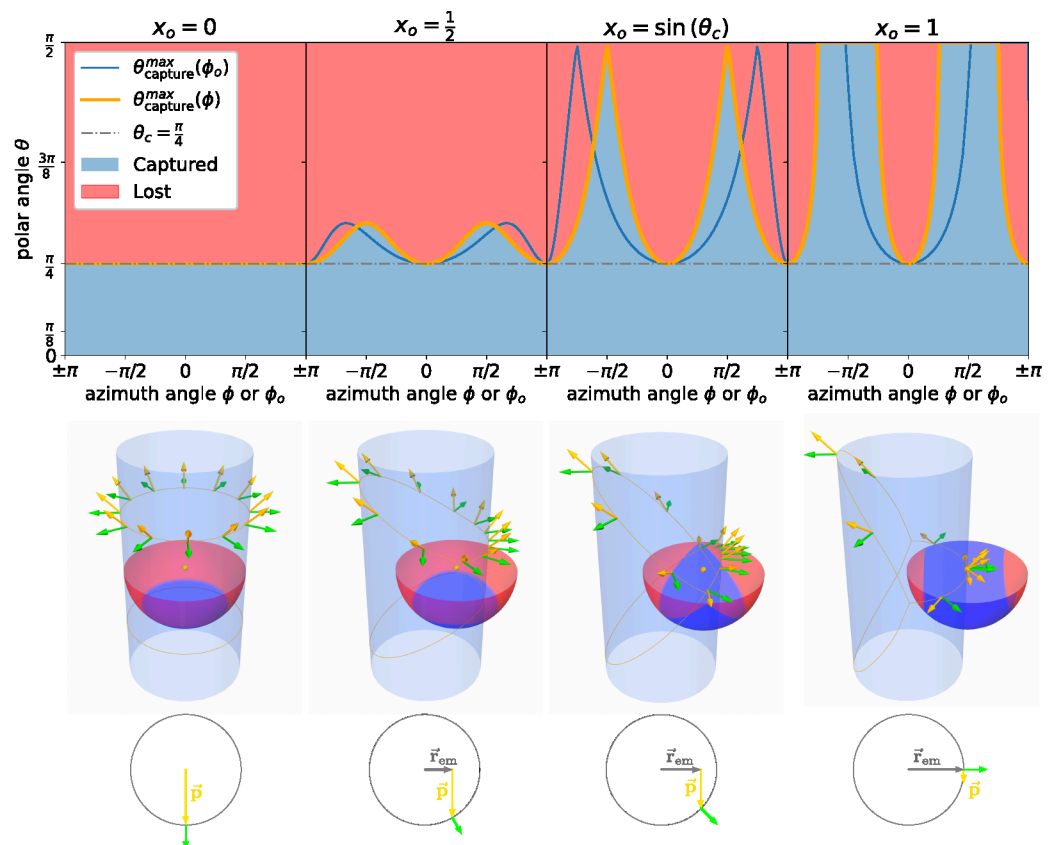 x_o = 0
x_o = 1/2
x_o = sin (θ_c)
x_o = 1
π/2
3π/8
π/4
π/8
0
polar angle θ
θ^max_capture(ϕ_o)
θ^max_capture(ϕ)
θ_c = π/4
Captured
Lost
±π −π/2 0 π/2 ±π −π/2 0 π/2 ±π −π/2 0 π/2 ±π −π/2 0 π/2 ±π
azimuth angle ϕ or ϕ_o azimuth angle ϕ or ϕ_o azimuth angle ϕ or ϕ_o azimuth angle ϕ or ϕ_o
r⃗_em r⃗_em r⃗_em
p⃗ p⃗ p⃗ p⃗